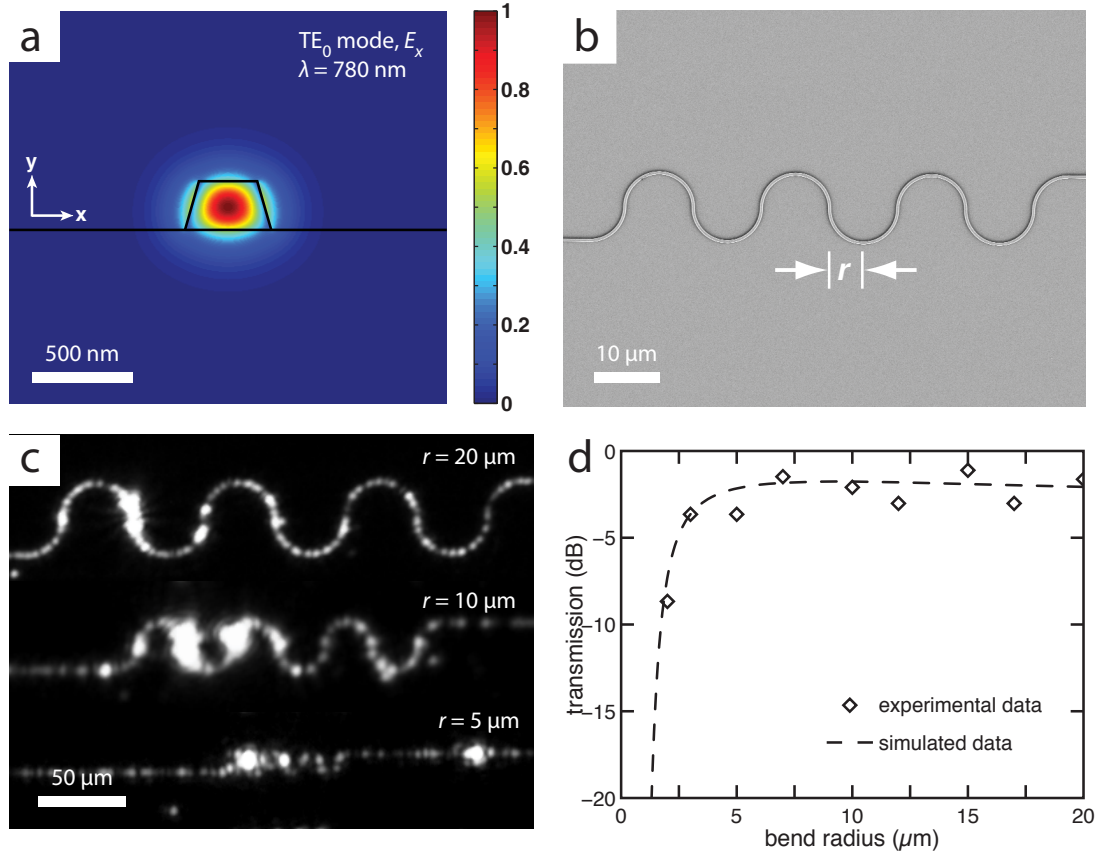 a
TE0 mode, Ex
λ = 780 nm
y
x
500 nm
1
0.8
0.6
0.4
0.2
0
b
r
10 µm
c
r = 20 µm
r = 10 µm
r = 5 µm
50 µm
d
0
−5
−10
−15
−20
transmission (dB)
experimental data
simulated data
0 5 10 15 20
bend radius (µm)